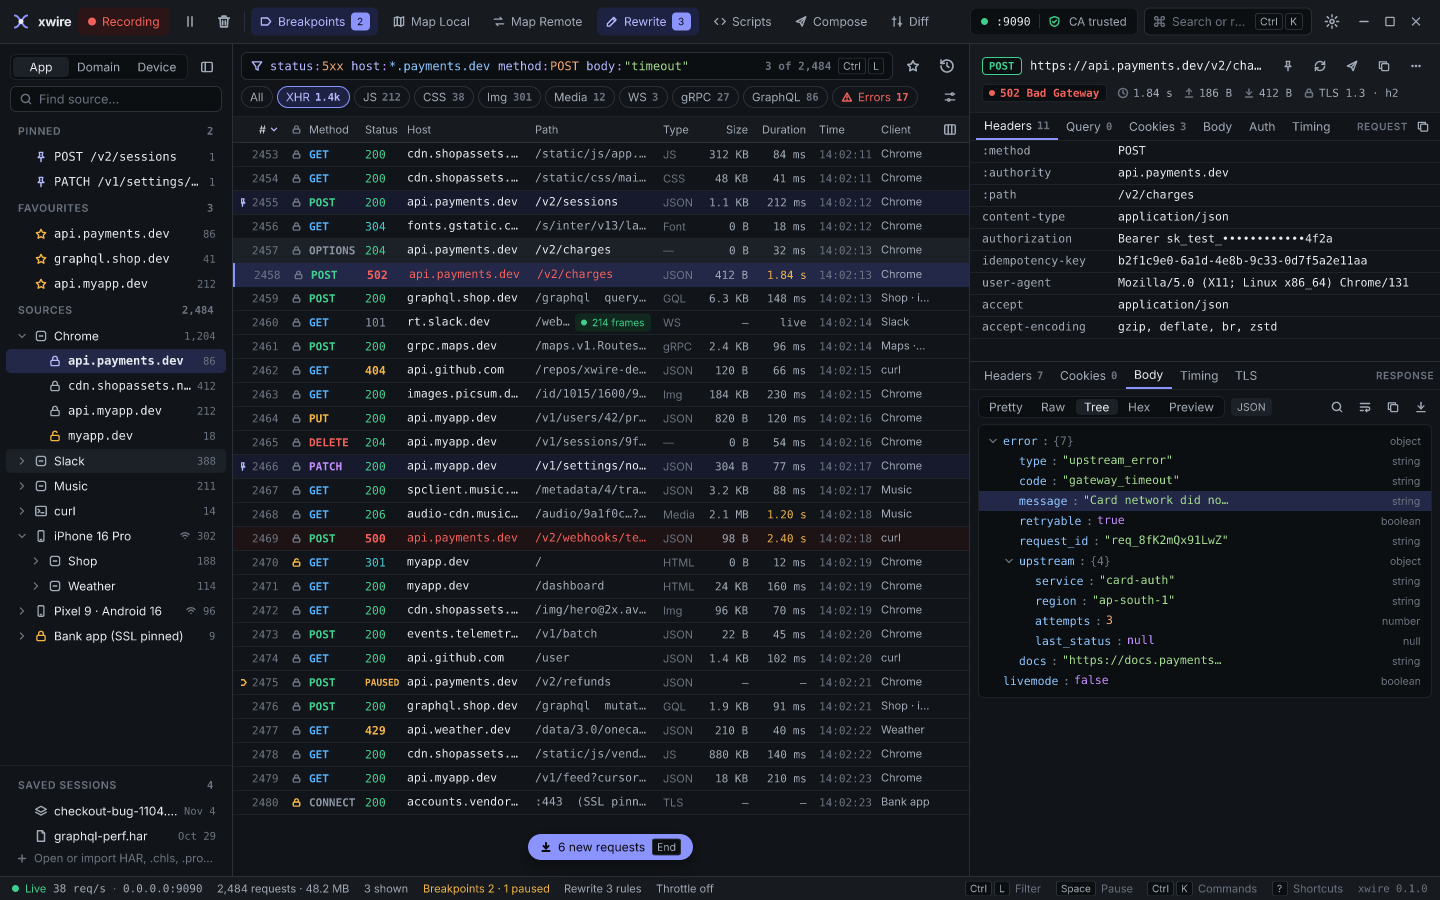 xwire Recording Breakpoints 2 Map Local Map Remote Rewrite 3 Scripts Compose Diff :9090 CA trusted Search or r... Ctrl K
App Domain Device
Find source...
PINNED 2
POST /v2/sessions 1
PATCH /v1/settings/… 1
FAVOURITES 3
api.payments.dev 86
graphql.shop.dev 41
api.myapp.dev 212
SOURCES 2,484
Chrome 1,204
api.payments.dev 86
cdn.shopassets.n… 412
api.myapp.dev 212
myapp.dev 18
Slack 388
Music 211
curl 14
iPhone 16 Pro 302
Shop 188
Weather 114
Pixel 9 · Android 16 96
Bank app (SSL pinned) 9
SAVED SESSIONS 4
checkout-bug-1104.... Nov 4
graphql-perf.har Oct 29
Open or import HAR, .chls, .pro...
status:5xx host:*.payments.dev method:POST body:"timeout" 3 of 2,484 Ctrl L
All XHR 1.4k JS 212 CSS 38 Img 301 Media 12 WS 3 gRPC 27 GraphQL 86 Errors 17
# Method Status Host Path Type Size Duration Time Client
2453 GET 200 cdn.shopassets.… /static/js/app.… JS 312 KB 84 ms 14:02:11 Chrome
2454 GET 200 cdn.shopassets.… /static/css/mai… CSS 48 KB 41 ms 14:02:11 Chrome
2455 POST 200 api.payments.dev /v2/sessions JSON 1.1 KB 212 ms 14:02:12 Chrome
2456 GET 304 fonts.gstatic.c… /s/inter/v13/la… Font 0 B 18 ms 14:02:12 Chrome
2457 OPTIONS 204 api.payments.dev /v2/charges — 0 B 32 ms 14:02:13 Chrome
2458 POST 502 api.payments.dev /v2/charges JSON 412 B 1.84 s 14:02:13 Chrome
2459 POST 200 graphql.shop.dev /graphql query… GQL 6.3 KB 148 ms 14:02:13 Shop · i...
2460 GET 101 rt.slack.dev /web… 214 frames WS — live 14:02:14 Slack
2461 POST 200 grpc.maps.dev /maps.v1.Routes… gRPC 2.4 KB 96 ms 14:02:14 Maps ·...
2462 GET 404 api.github.com /repos/xwire-de… JSON 120 B 66 ms 14:02:15 curl
2463 GET 200 images.picsum.d… /id/1015/1600/9… Img 184 KB 230 ms 14:02:15 Chrome
2464 PUT 200 api.myapp.dev /v1/users/42/pr… JSON 820 B 120 ms 14:02:16 Chrome
2465 DELETE 204 api.myapp.dev /v1/sessions/9f… — 0 B 54 ms 14:02:16 Chrome
2466 PATCH 200 api.myapp.dev /v1/settings/no… JSON 304 B 77 ms 14:02:17 Chrome
2467 GET 200 spclient.music.… /metadata/4/tra… JSON 3.2 KB 88 ms 14:02:17 Music
2468 GET 206 audio-cdn.music… /audio/9a1f0c…?… Media 2.1 MB 1.20 s 14:02:18 Music
2469 POST 500 api.payments.dev /v2/webhooks/te… JSON 98 B 2.40 s 14:02:18 curl
2470 GET 301 myapp.dev / HTML 0 B 12 ms 14:02:19 Chrome
2471 GET 200 myapp.dev /dashboard HTML 24 KB 160 ms 14:02:19 Chrome
2472 GET 200 cdn.shopassets.… /img/hero@2x.av… Img 96 KB 70 ms 14:02:19 Chrome
2473 POST 200 events.telemetr… /v1/batch JSON 22 B 45 ms 14:02:20 Chrome
2474 GET 200 api.github.com /user JSON 1.4 KB 102 ms 14:02:20 curl
2475 POST PAUSED api.payments.dev /v2/refunds JSON — — 14:02:21 Chrome
2476 POST 200 graphql.shop.dev /graphql mutat… GQL 1.9 KB 91 ms 14:02:21 Shop · i...
2477 GET 429 api.weather.dev /data/3.0/oneca… JSON 210 B 40 ms 14:02:22 Weather
2478 GET 200 cdn.shopassets.… /static/js/vend… JS 880 KB 140 ms 14:02:22 Chrome
2479 GET 200 api.myapp.dev /v1/feed?cursor… JSON 18 KB 210 ms 14:02:23 Chrome
2480 CONNECT 200 accounts.vendor… :443 (SSL pinn… TLS — — 14:02:23 Bank app
6 new requests End
POST https://api.payments.dev/v2/cha…
502 Bad Gateway 1.84 s 186 B 412 B TLS 1.3 · h2
Headers 11 Query 0 Cookies 3 Body Auth Timing REQUEST
:method POST
:authority api.payments.dev
:path /v2/charges
content-type application/json
authorization Bearer sk_test_••••••••••••4f2a
idempotency-key b2f1c9e0-6a1d-4e8b-9c33-0d7f5a2e11aa
user-agent Mozilla/5.0 (X11; Linux x86_64) Chrome/131
accept application/json
accept-encoding gzip, deflate, br, zstd
Headers 7 Cookies 0 Body Timing TLS RESPONSE
Pretty Raw Tree Hex Preview JSON
error : {7} object
type : "upstream_error" string
code : "gateway_timeout" string
message : "Card network did no… string
retryable : true boolean
request_id : "req_8fK2mQx91LwZ" string
upstream : {4} object
service : "card-auth" string
region : "ap-south-1" string
attempts : 3 number
last_status : null null
docs : "https://docs.payments… string
livemode : false boolean
Live 38 req/s · 0.0.0.0:9090 2,484 requests · 48.2 MB 3 shown Breakpoints 2 · 1 paused Rewrite 3 rules Throttle off Ctrl L Filter Space Pause Ctrl K Commands ? Shortcuts xwire 0.1.0